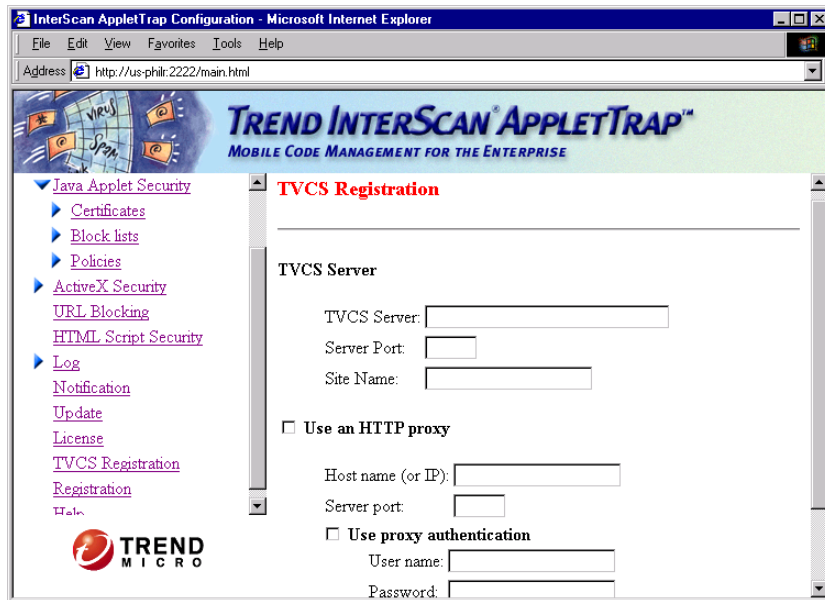 InterScan AppletTrap Configuration - Microsoft Internet Explorer
File Edit View Favorites Tools Help
Address http://us-philr:2222/main.html
VIRUS
SPAM
TREND INTERSCAN® APPLETTRAP™
MOBILE CODE MANAGEMENT FOR THE ENTERPRISE
Java Applet Security
Certificates
Block lists
Policies
ActiveX Security
URL Blocking
HTML Script Security
Log
Notification
Update
License
TVCS Registration
Registration
Help
TREND
MICRO
TVCS Registration
TVCS Server
TVCS Server:
Server Port:
Site Name:
Use an HTTP proxy
Host name (or IP):
Server port:
Use proxy authentication
User name:
Password: